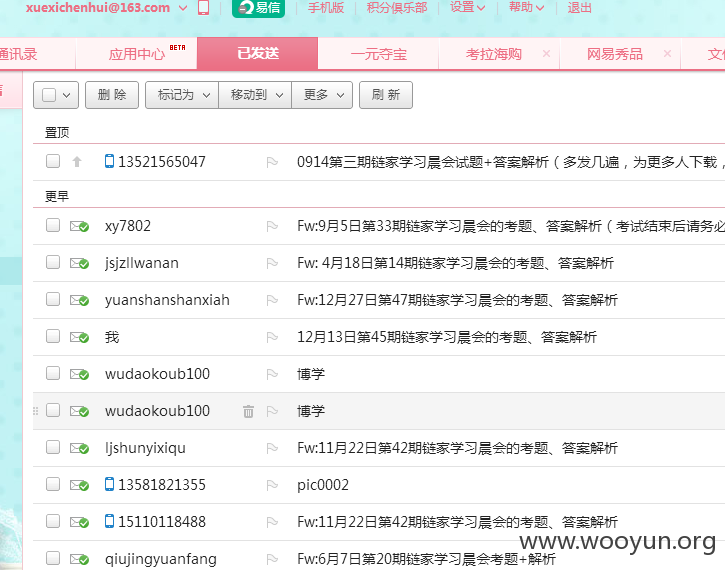 xuexichenhui@163.com 易信 手机版 积分俱乐部 设置 帮助 退出
通讯录 应用中心 BETA 已发送 一元夺宝 考拉海购 × 网易秀品 ×
删 除 标记为 移动到 更多 刷 新
置顶
13521565047 0914第三期链家学习晨会试题+答案解析（多发几遍，为更多人下载，
更早
xy7802 Fw:9月5日第33期链家学习晨会的考题、答案解析（考试结束后请务必
jsjzllwanan Fw: 4月18日第14期链家学习晨会的考题、答案解析
yuanshanshanxiah Fw:12月27日第47期链家学习晨会的考题、答案解析
我 12月13日第45期链家学习晨会的考题、答案解析
wudaokoub100 博学
wudaokoub100 博学
ljshunyixiqu Fw:11月22日第42期链家学习晨会的考题、答案解析
13581821355 pic0002
15110118488 Fw:11月22日第42期链家学习晨会的考题、答案解析
www.wooyun.org
qiujingyuanfang Fw:6月7日第20期链家学习晨会考题+解析